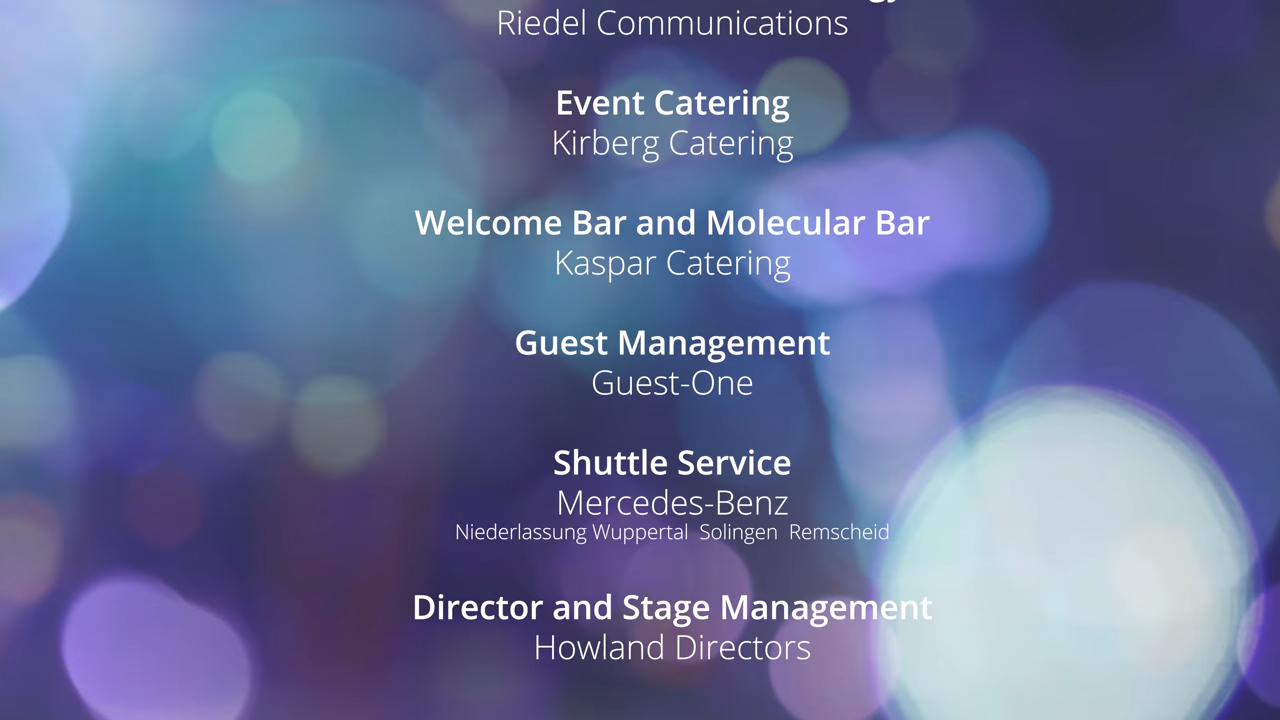 Riedel Communications
Event Catering
Kirberg Catering
Welcome Bar and Molecular Bar
Kaspar Catering
Guest Management
Guest-One
Shuttle Service
Mercedes-Benz
Niederlassung Wuppertal Solingen Remscheid
Director and Stage Management
Howland Directors